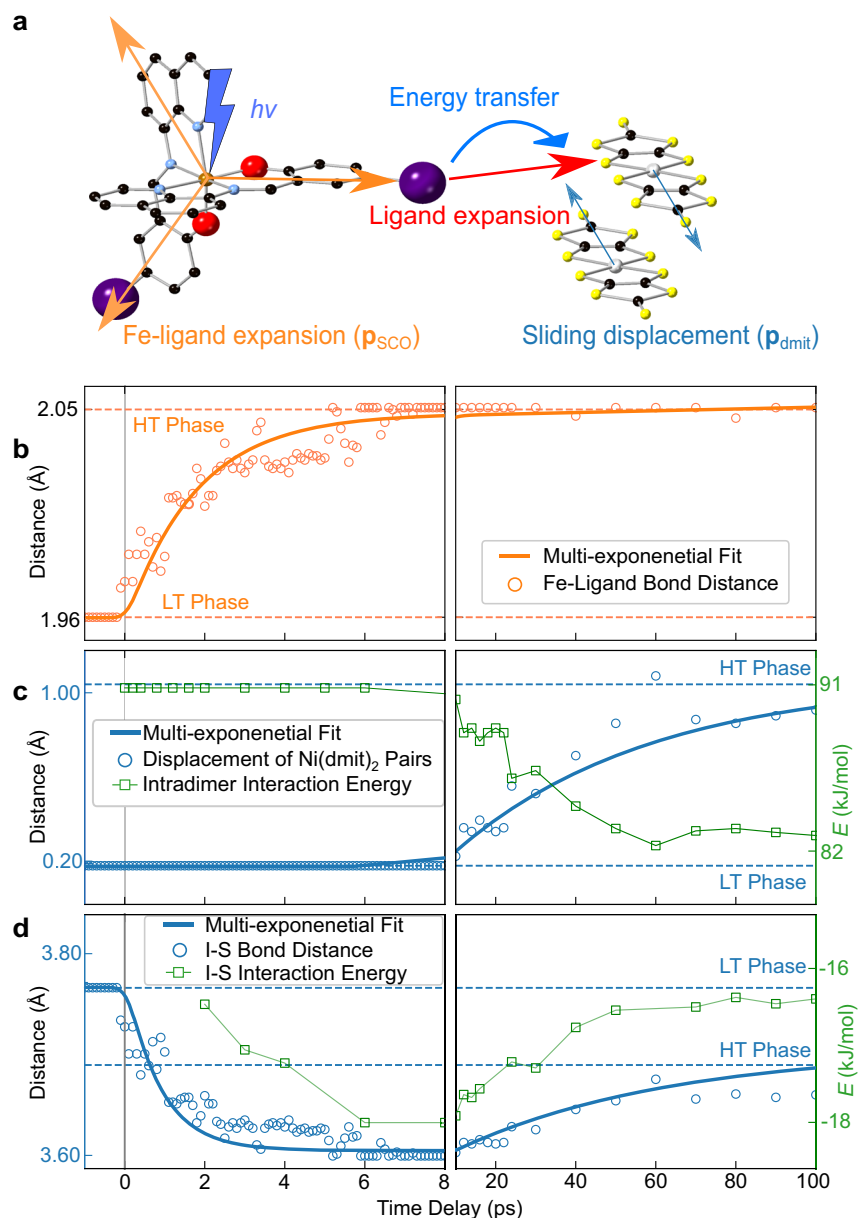 a
hν
Energy transfer
Ligand expansion
Fe-ligand expansion (pSCO)
Sliding displacement (pdmit)
b
Distance (Å)
2.05
1.96
HT Phase
LT Phase
Multi-exponenetial Fit
Fe-Ligand Bond Distance
c
Distance (Å)
1.00
0.20
Multi-exponenetial Fit
Displacement of Ni(dmit)2 Pairs
Intradimer Interaction Energy
HT Phase
LT Phase
91
82
E (kJ/mol)
d
Distance (Å)
3.80
3.60
Multi-exponenetial Fit
I-S Bond Distance
I-S Interaction Energy
LT Phase
HT Phase
-16
-18
E (kJ/mol)
0 2 4 6 8 20 40 60 80 100
Time Delay (ps)